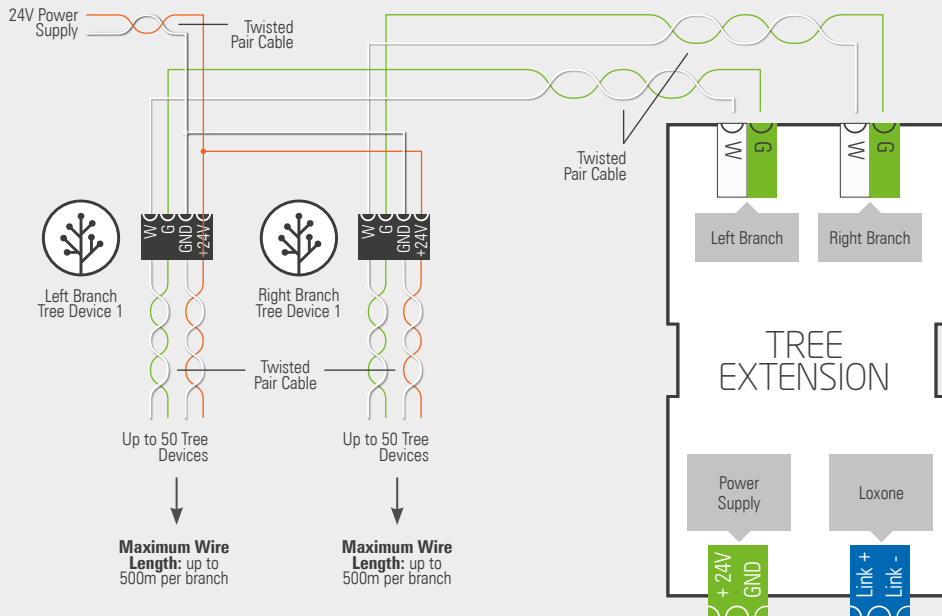 24V Power
Supply
Twisted
Pair Cable
Twisted
Pair Cable
W
G
W
G
Left Branch
Right Branch
W
G
GND
+24V
W
G
GND
+24V
Left Branch
Tree Device 1
Right Branch
Tree Device 1
TREE
EXTENSION
Twisted
Pair Cable
Up to 50 Tree
Devices
Up to 50 Tree
Devices
Power
Supply
Loxone
Maximum Wire
Length: up to
500m per branch
Maximum Wire
Length: up to
500m per branch
+ 24V
GND
Link +
Link -